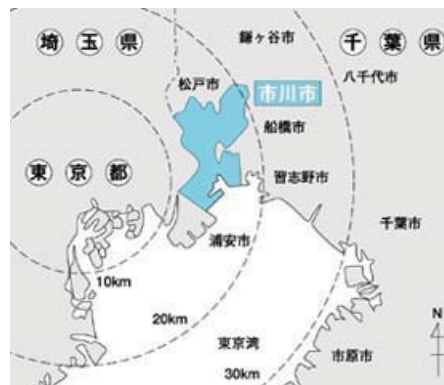 埼玉県
鎌ヶ谷市
千葉県
松戸市
市川市
八千代市
船橋市
東京都
習志野市
千葉市
浦安市
10km
20km
東京湾
N
市原市
30km